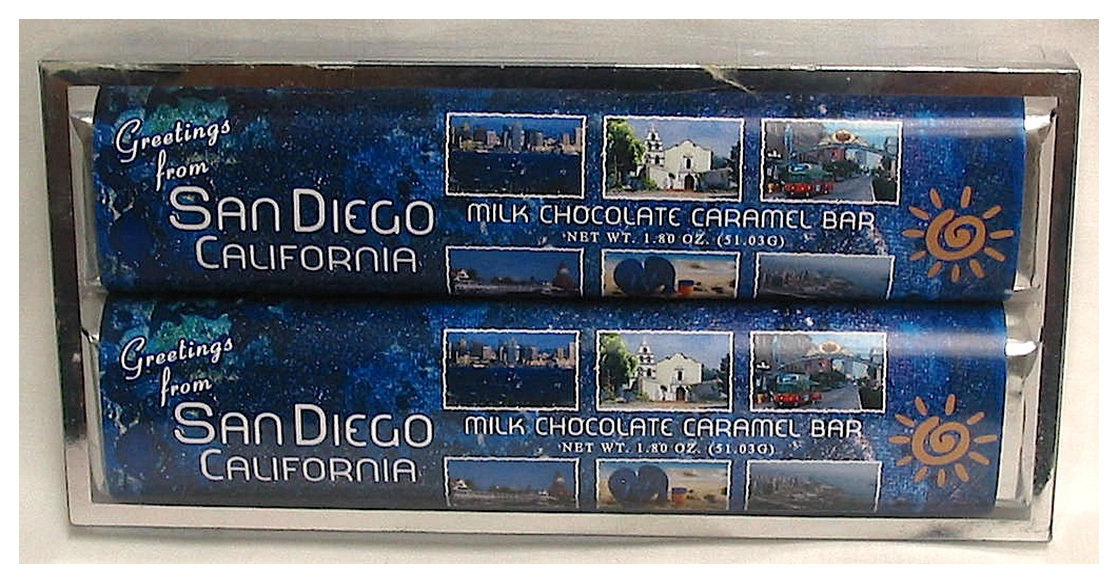 Greetings
from
SAN DIEGO
CALIFORNIA
MILK CHOCOLATE CARAMEL BAR
NET WT. 1.80 OZ. (51.03G)
Greetings
from
SAN DIEGO
CALIFORNIA
MILK CHOCOLATE CARAMEL BAR
NET WT. 1.80 OZ. (51.03G)